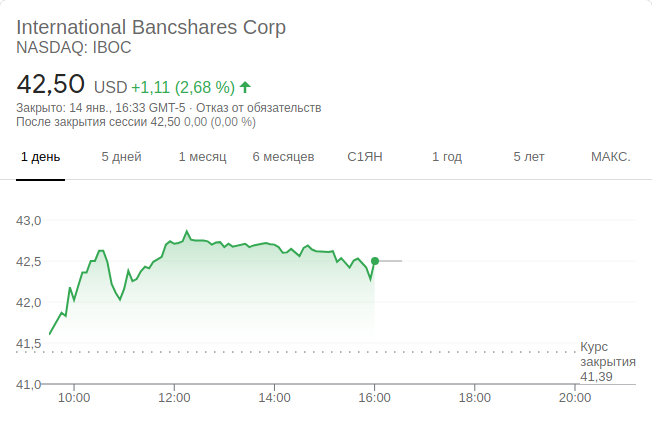 International Bancshares Corp
NASDAQ: IBOC
42,50 USD +1,11 (2,68 %)
Закрыто: 14 янв., 16:33 GMT-5 · Отказ от обязательств
После закрытия сессии 42,50 0,00 (0,00 %)
1 день 5 дней 1 месяц 6 месяцев С1ЯН 1 год 5 лет МАКС.
43,0
42,5
42,0
41,5
41,0
Курс
закрытия
41,39
10:00 12:00 14:00 16:00 18:00 20:00